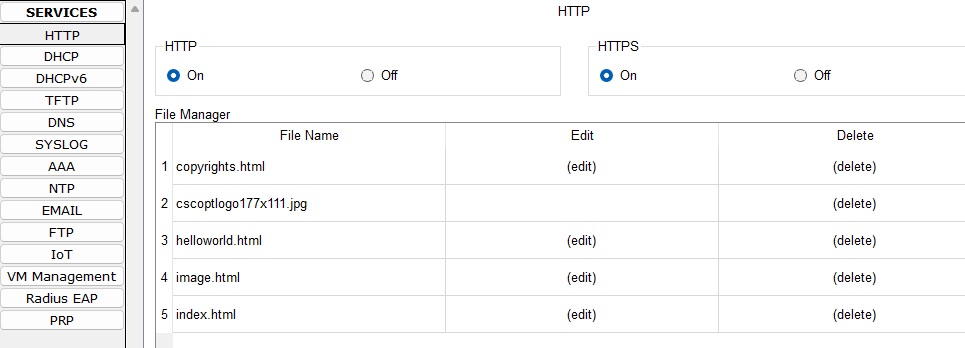 SERVICES
HTTP
DHCP
DHCPv6
TFTP
DNS
SYSLOG
AAA
NTP
EMAIL
FTP
IoT
VM Management
Radius EAP
PRP
HTTP
HTTP
On Off
HTTPS
On Off
File Manager
File Name Edit Delete
1 copyrights.html (edit) (delete)
2 cscoptlogo177x111.jpg (delete)
3 helloworld.html (edit) (delete)
4 image.html (edit) (delete)
5 index.html (edit) (delete)